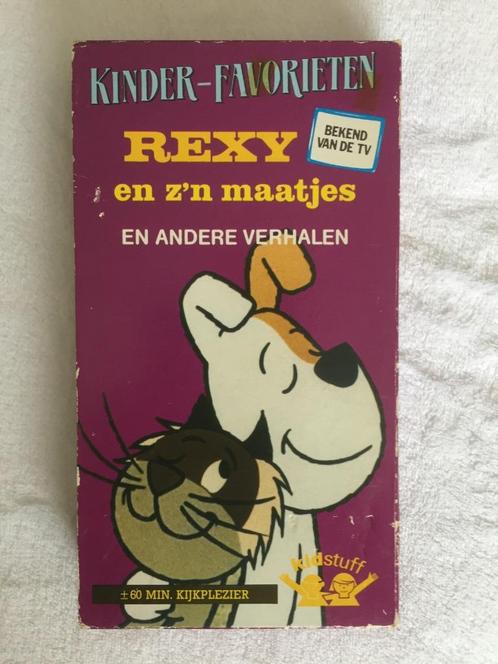 KINDER-FAVORIETEN
REXY
BEKEND
VAN DE TV
en z'n maatjes
EN ANDERE VERHALEN
kidstuff
±60 MIN. KIJKPLEZIER